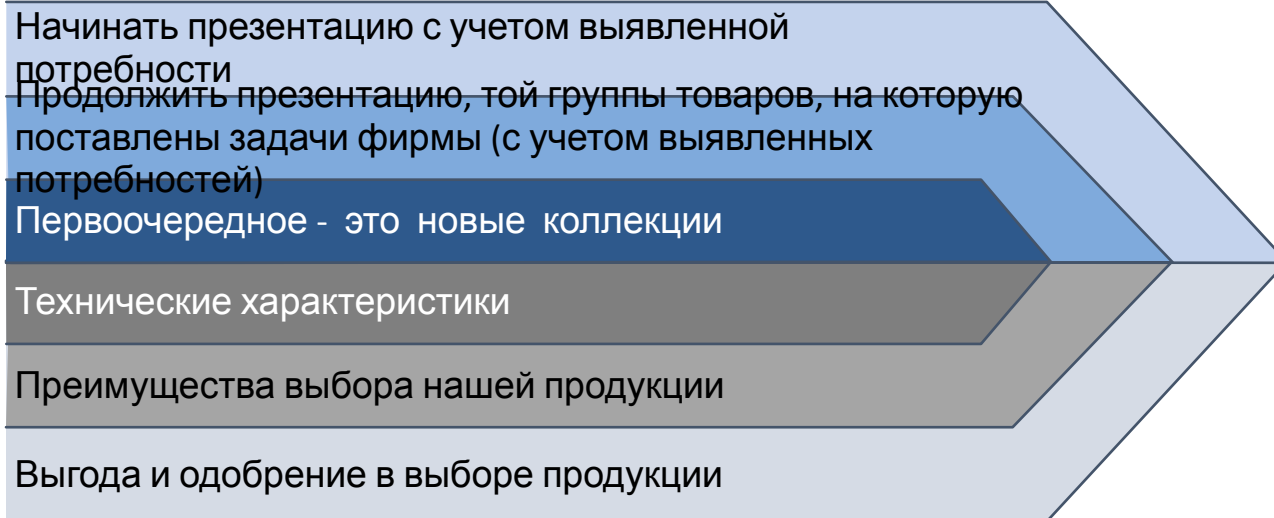 Начинать презентацию с учетом выявленной
потребности
Продолжить презентацию, той группы товаров, на которую
поставлены задачи фирмы (с учетом выявленных
потребностей)
Первоочередное - это новые коллекции
Технические характеристики
Преимущества выбора нашей продукции
Выгода и одобрение в выборе продукции